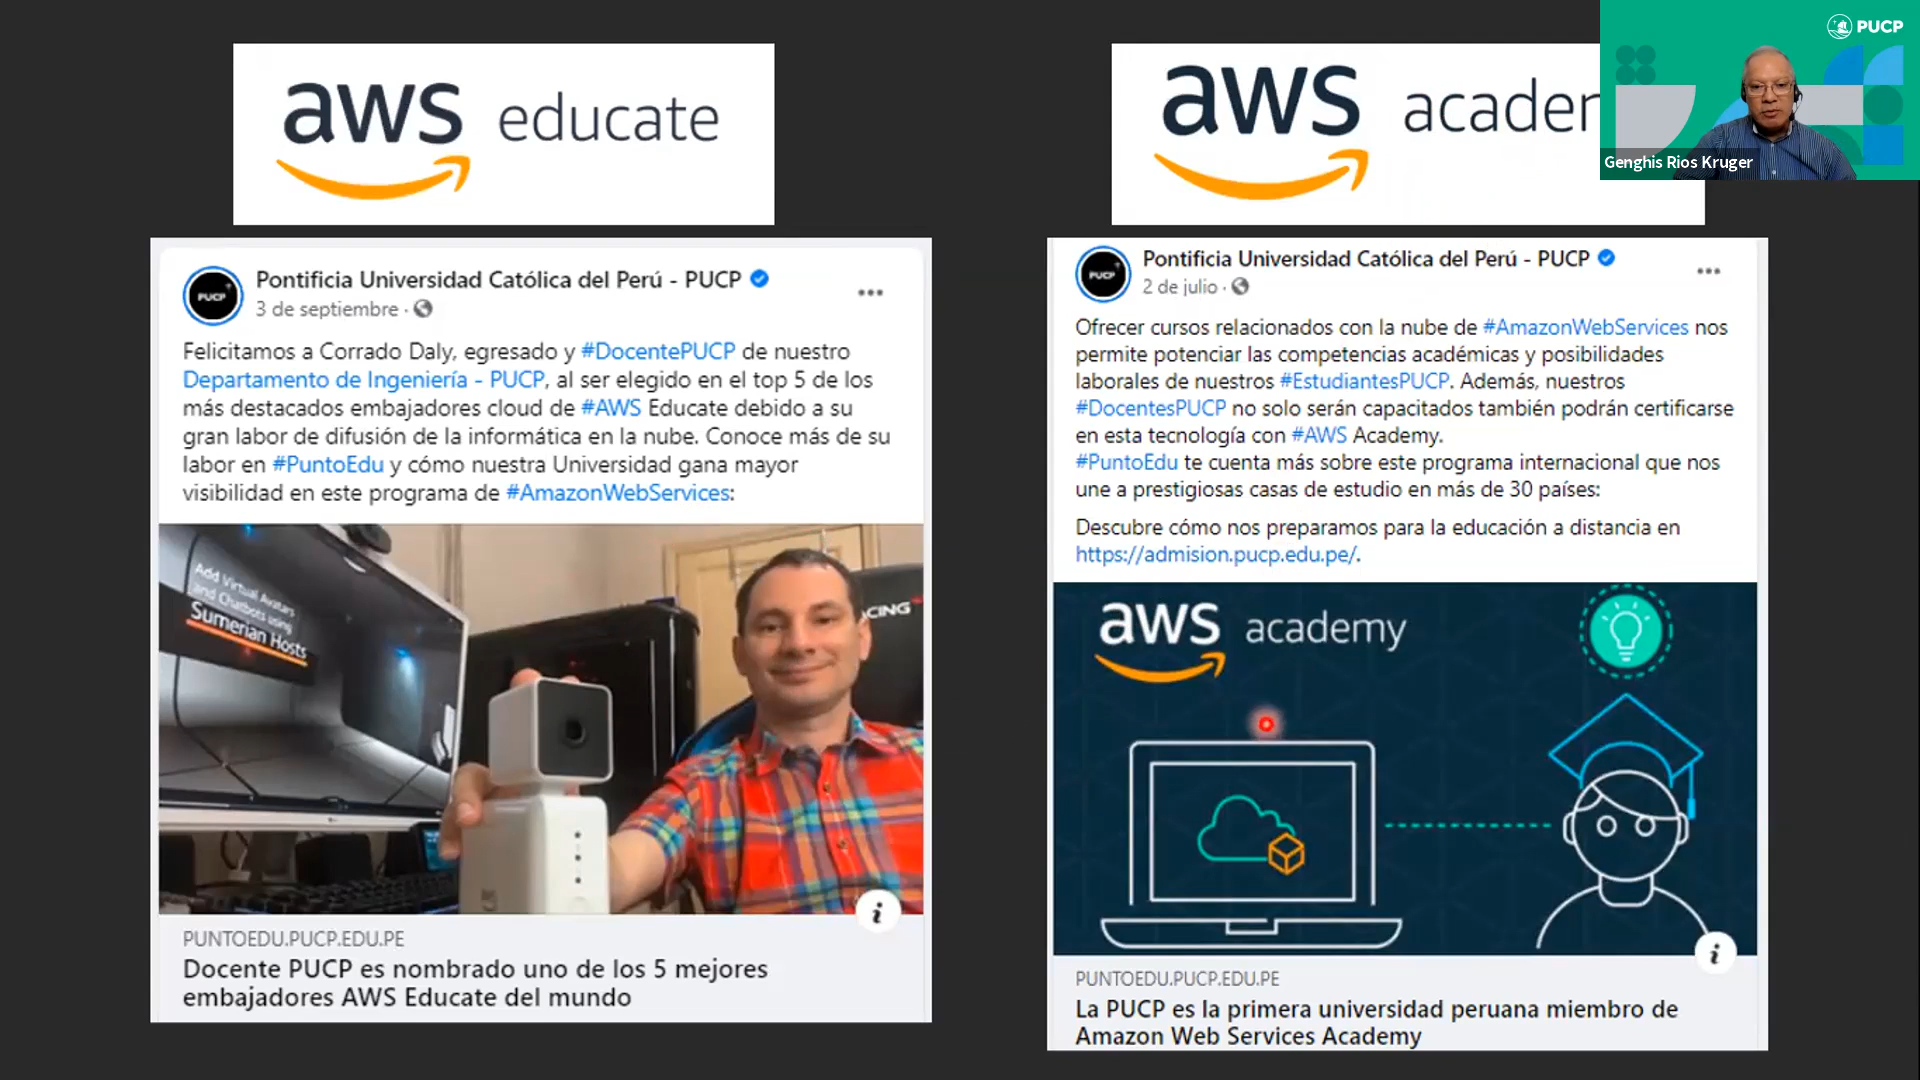 aws educate
Pontificia Universidad Católica del Perú - PUCP
3 de septiembre ·
Felicitamos a Corrado Daly, egresado y #DocentePUCP de nuestro
Departamento de Ingeniería - PUCP, al ser elegido en el top 5 de los
más destacados embajadores cloud de #AWS Educate debido a su
gran labor de difusión de la informática en la nube. Conoce más de su
labor en #PuntoEdu y cómo nuestra Universidad gana mayor
visibilidad en este programa de #AmazonWebServices:
Add Virtual Avatars
and Chatbots using
Sumerian Hosts
PUNTOEDU.PUCP.EDU.PE
Docente PUCP es nombrado uno de los 5 mejores
embajadores AWS Educate del mundo
aws academ
PUCP
Genghis Rios Kruger
PUCP
Pontificia Universidad Católica del Perú - PUCP
2 de julio ·
Ofrecer cursos relacionados con la nube de #AmazonWebServices nos
permite potenciar las competencias académicas y posibilidades
laborales de nuestros #EstudiantesPUCP. Además, nuestros
#DocentesPUCP no solo serán capacitados también podrán certificarse
en esta tecnología con #AWS Academy.
#PuntoEdu te cuenta más sobre este programa internacional que nos
une a prestigiosas casas de estudio en más de 30 países:
Descubre cómo nos preparamos para la educación a distancia en
https://admision.pucp.edu.pe/.
aws academy
PUNTOEDU.PUCP.EDU.PE
La PUCP es la primera universidad peruana miembro de
Amazon Web Services Academy